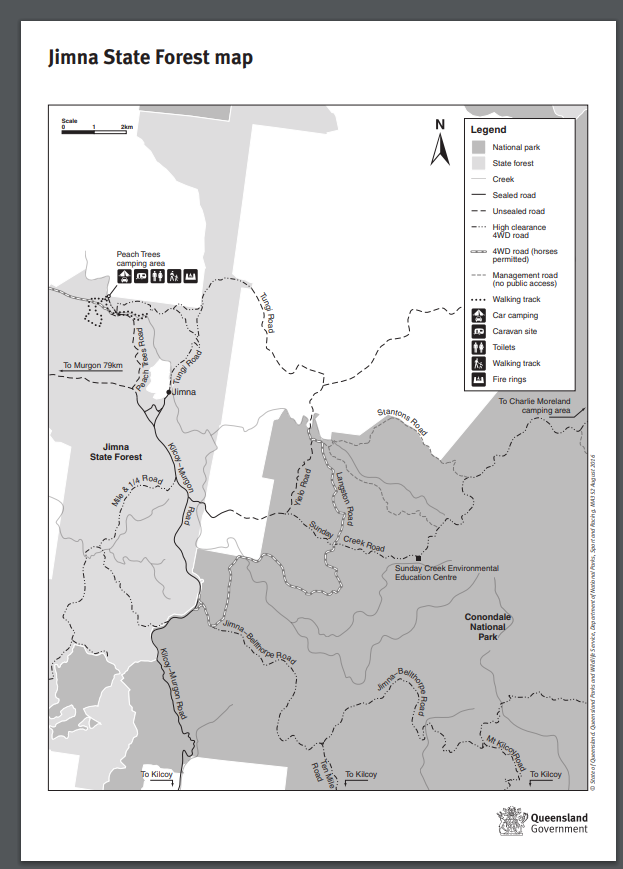 Jimna State Forest map
Scale
0 1 2km
N
Legend
National park
State forest
Creek
Sealed road
Unsealed road
High clearance
4WD road
4WD road (horses
permitted)
Management road
(no public access)
Walking track
Car camping
Caravan site
Toilets
Walking track
Fire rings
Peach Trees
camping area
Tungi Road
Peach Trees Road
Tungi Road
To Murgon 79km
Jimna
To Charlie Moreland
camping area
Stantons Road
Jimna
State Forest
Kilcoy–Murgon
Road
Mile & 1/4 Road
Yielo Road
Langston Road
Sunday Creek Road
Sunday Creek Environmental
Education Centre
Conondale
National
Park
Jimna–Bellthorpe Road
Kilcoy–Murgon Road
Jimna–Bellthorpe
Road
Mt Kilcoy Road
Ten Mile
Road
To Kilcoy
To Kilcoy
To Kilcoy
© State of Queensland. Queensland Parks and Wildlife Service, Department of National Parks, Sport and Racing, MA352 August 2016
Queensland
Government